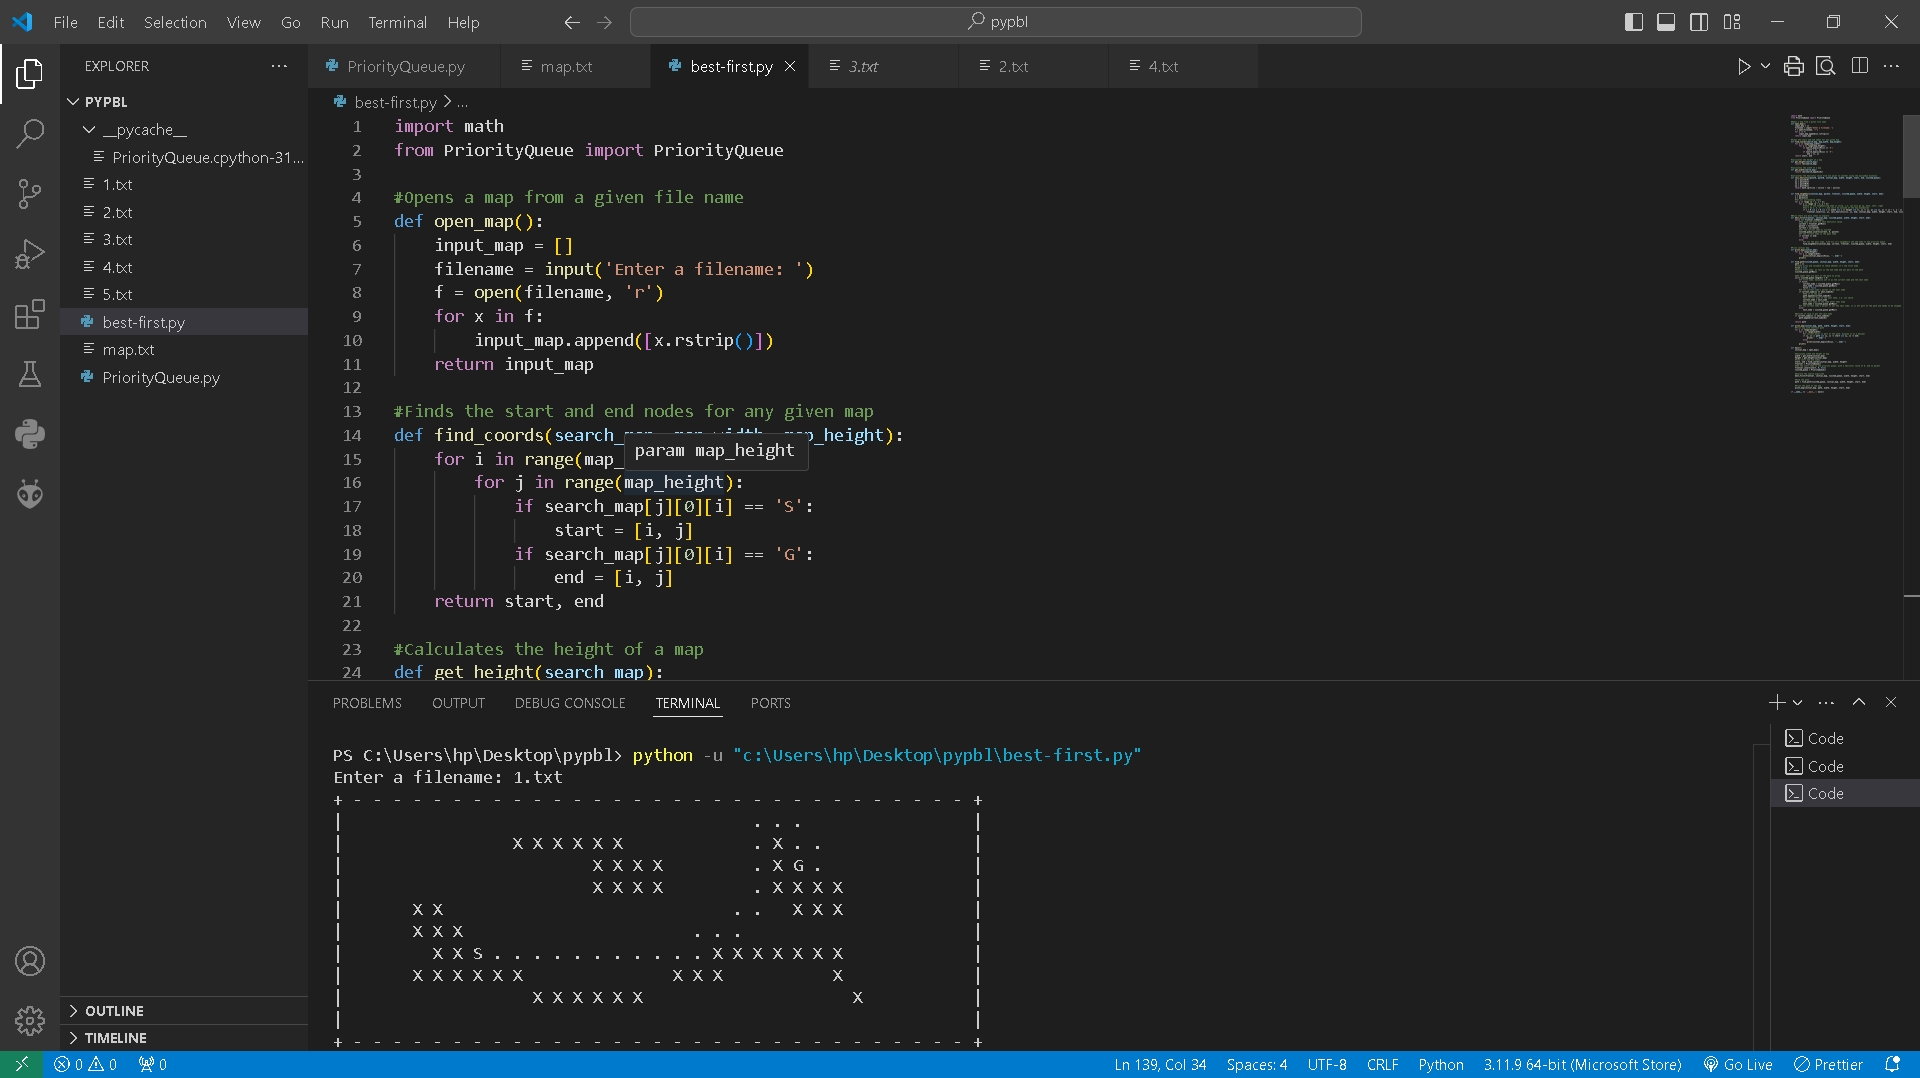 File Edit Selection View Go Run Terminal Help
pypbl
EXPLORER
PYPBL
__pycache__
PriorityQueue.cpython-31...
1.txt
2.txt
3.txt
4.txt
5.txt
best-first.py
map.txt
PriorityQueue.py
OUTLINE
TIMELINE
PriorityQueue.py map.txt best-first.py 3.txt 2.txt 4.txt
best-first.py > ...
1 import math
2 from PriorityQueue import PriorityQueue
3
4 #Opens a map from a given file name
5 def open_map():
6 input_map = []
7 filename = input('Enter a filename: ')
8 f = open(filename, 'r')
9 for x in f:
10 input_map.append([x.rstrip()])
11 return input_map
12
13 #Finds the start and end nodes for any given map
14 def find_coords(search_map, map_width, map_height):
param map_height
15 for i in range(map_
16 for j in range(map_height):
17 if search_map[j][0][i] == 'S':
18 start = [i, j]
19 if search_map[j][0][i] == 'G':
20 end = [i, j]
21 return start, end
22
23 #Calculates the height of a map
24 def get_height(search_map):
PROBLEMS OUTPUT DEBUG CONSOLE TERMINAL PORTS
PS C:\Users\hp\Desktop\pypbl> python -u "c:\Users\hp\Desktop\pypbl\best-first.py"
Enter a filename: 1.txt
+ - - - - - - - - - - - - - - - - - - - - - - - - - - - - - - - +
| . . . |
| X X X X X X . X . . |
| X X X X . X G . |
| X X X X . X X X X |
| X X . . X X X |
| X X X . . . |
| X X S . . . . . . . . . . . X X X X X X X |
| X X X X X X X X X X |
| X X X X X X X |
| |
+ - - - - - - - - - - - - - - - - - - - - - - - - - - - - - - - +
Code
Code
Code
0 0 0
Ln 139, Col 34 Spaces: 4 UTF-8 CRLF Python 3.11.9 64-bit (Microsoft Store) Go Live Prettier